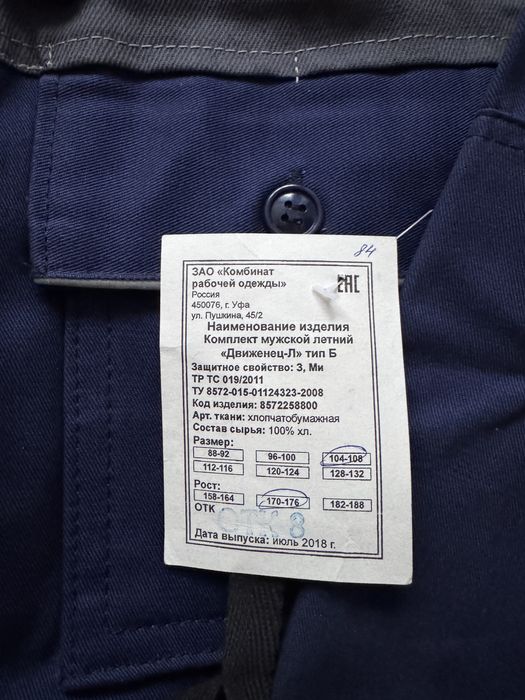 84
ЗАО «Комбинат
рабочей одежды»
EAC
Россия
450076, г. Уфа
ул. Пушкина, 45/2
Наименование изделия
Комплект мужской летний
«Движенец-Л» тип Б
Защитное свойство: З, Ми
ТР ТС 019/2011
ТУ 8572-015-01124323-2008
Код изделия: 8572258800
Арт. ткани: хлопчатобумажная
Состав сырья: 100% хл.
Размер:
88-92 96-100 104-108
112-116 120-124 128-132
Рост:
158-164 170-176 182-188
ОТК ОТК 8
Дата выпуска: июль 2018 г.